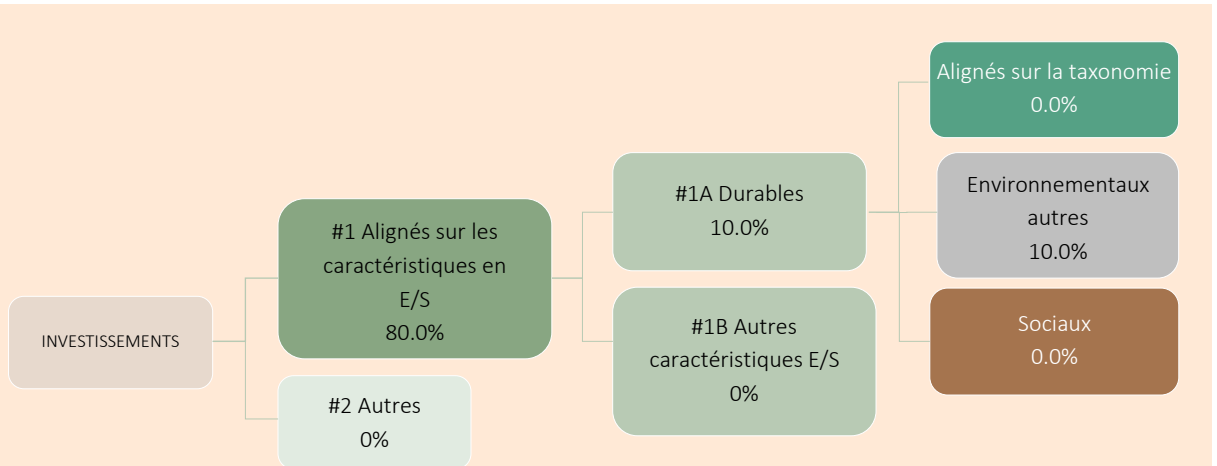 INVESTISSEMENTS
#1 Alignés sur les
caractéristiques en
E/S
80.0%
#2 Autres
0%
#1A Durables
10.0%
#1B Autres
caractéristiques E/S
0%
Alignés sur la taxonomie
0.0%
Environnementaux
autres
10.0%
Sociaux
0.0%